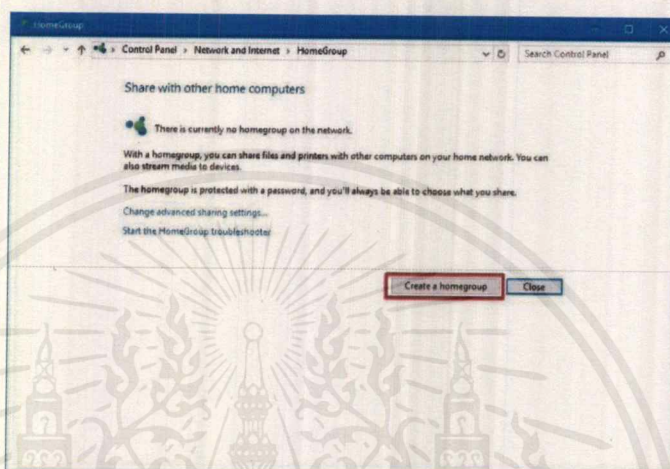 HomeGroup
Control Panel › Network and Internet › HomeGroup
Search Control Panel
Share with other home computers
There is currently no homegroup on the network.
With a homegroup, you can share files and printers with other computers on your home network. You can
also stream media to devices.
The homegroup is protected with a password, and you'll always be able to choose what you share.
Change advanced sharing settings...
Start the HomeGroup troubleshooter
Create a homegroup
Close